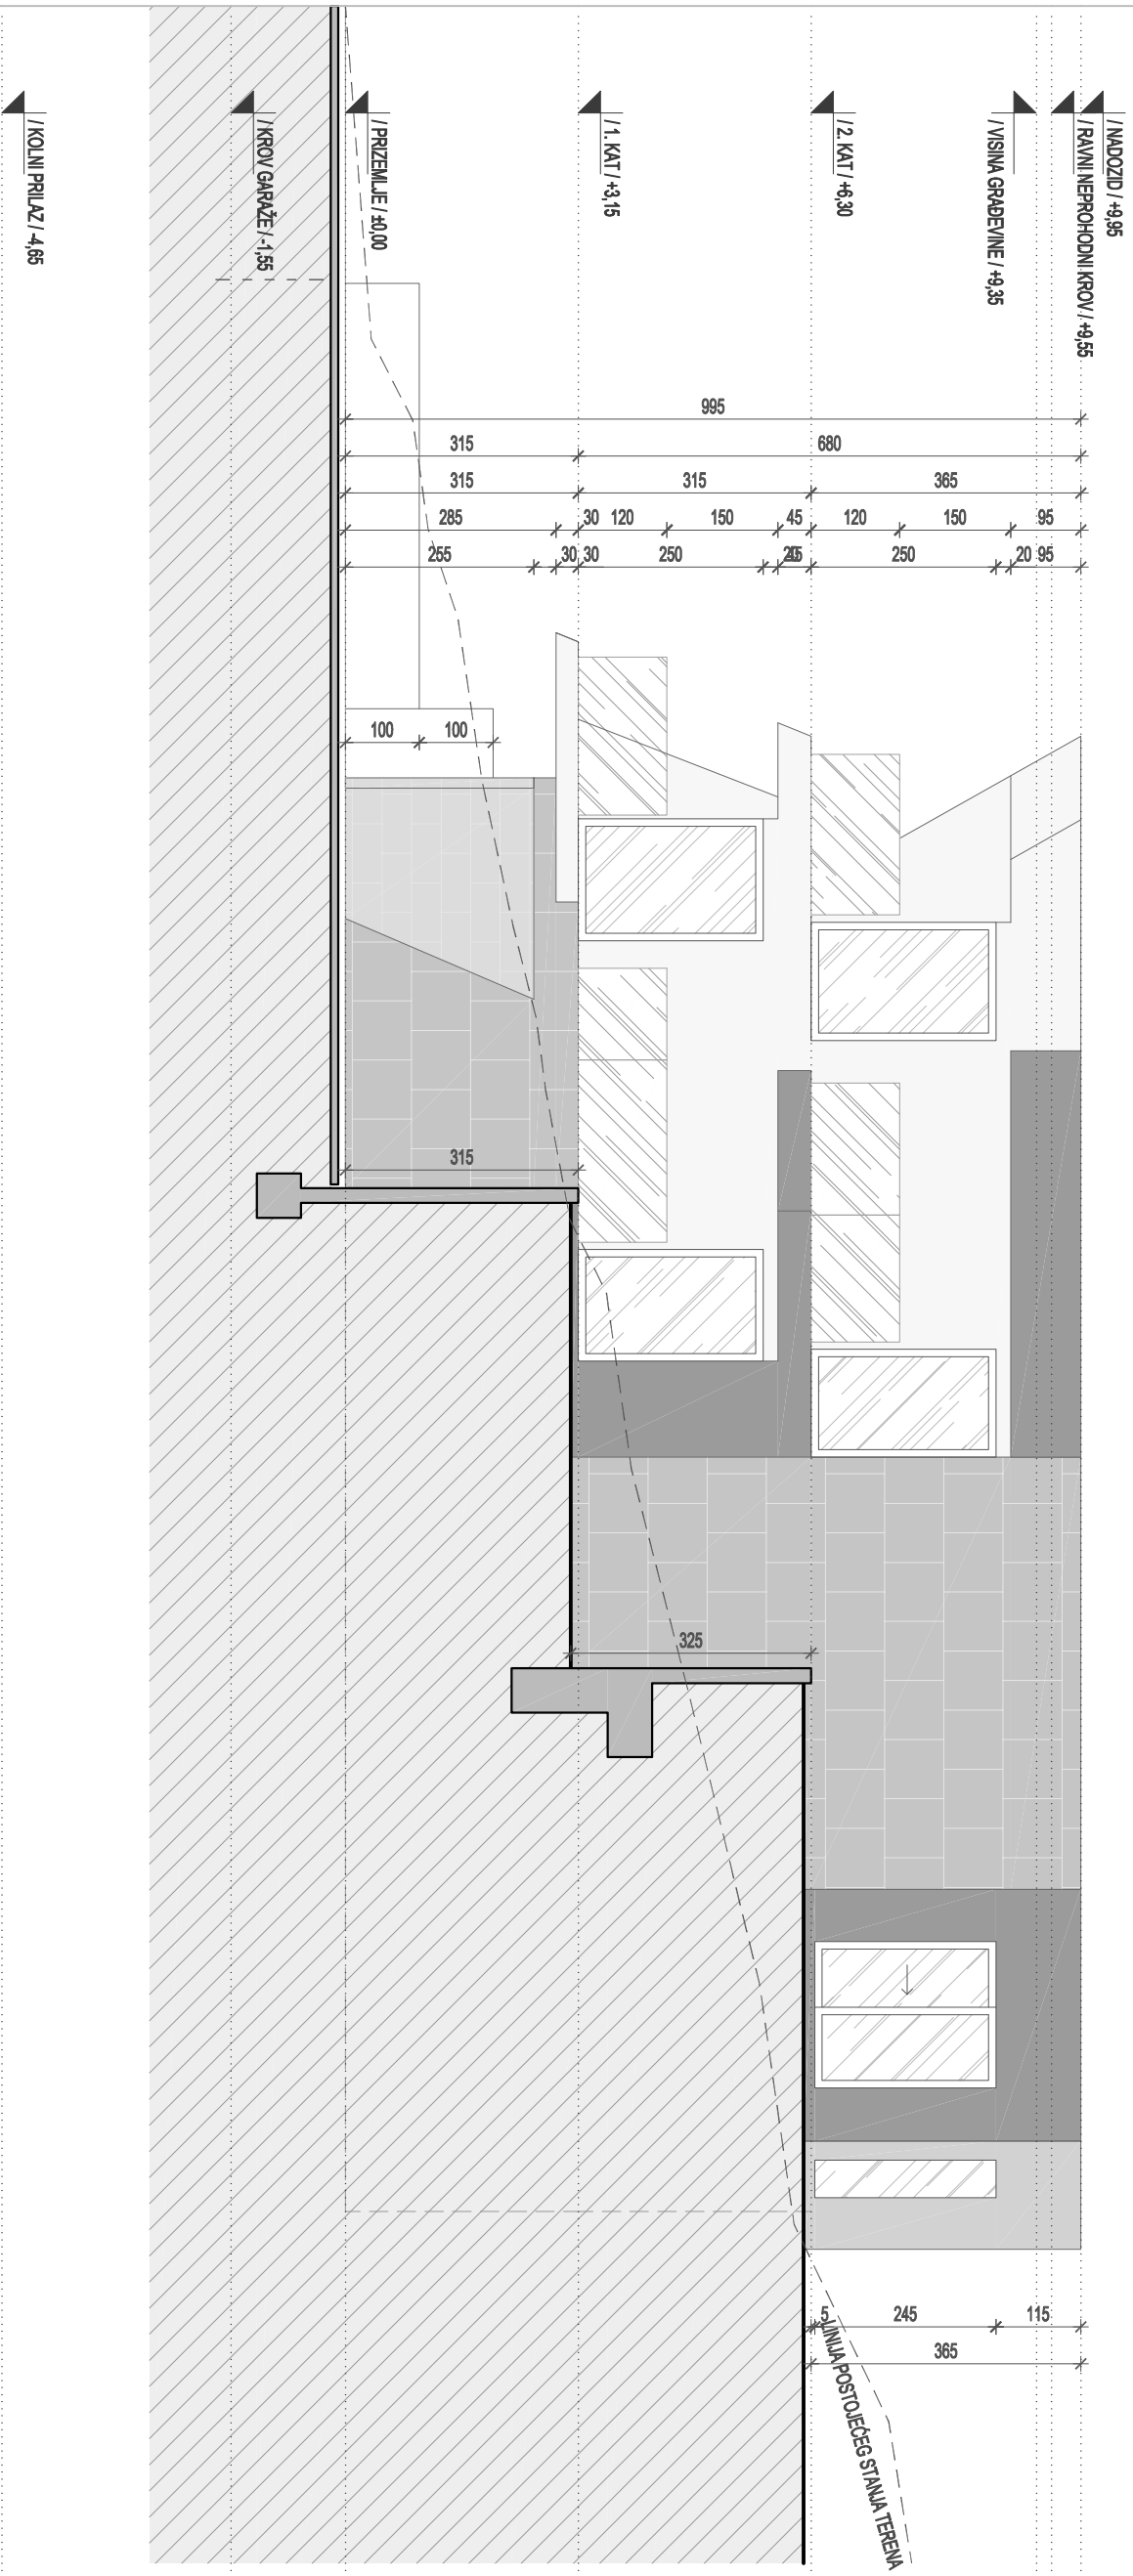 / NADOZID / +9,95
/ RAVNI NEPROHODNI KROV / +9,55
/ VISINA GRAĐEVINE / +9,35
/ 2. KAT / +6,30
/ 1. KAT / +3,15
/ PRIZEMLJE / ±0,00
/ KROV GARAŽE / -1,55
/ KOLNI PRILAZ / -4,65
995
315 680
315 315 365
285 30 120 150 45 120 150 95
255 30 30 250 20 45 250 20 95
100 100
315
325
5 245 115
365
LINIJA POSTOJEĆEG STANJA TERENA